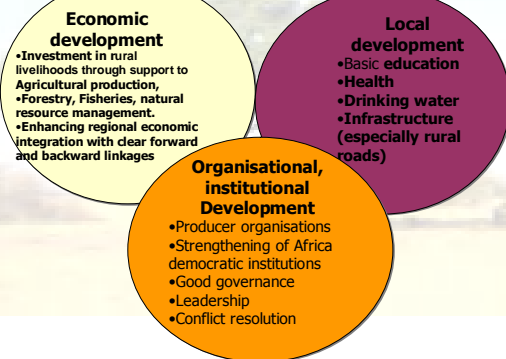 Economic
development
•Investment in rural
livelihoods through support to
Agricultural production,
•Forestry, Fisheries, natural
resource management.
•Enhancing regional economic
integration with clear forward
and backward linkages
Local
development
•Basic education
•Health
•Drinking water
•Infrastructure
(especially rural
roads)
Organisational,
institutional
Development
•Producer organisations
•Strengthening of Africa
democratic institutions
•Good governance
•Leadership
•Conflict resolution